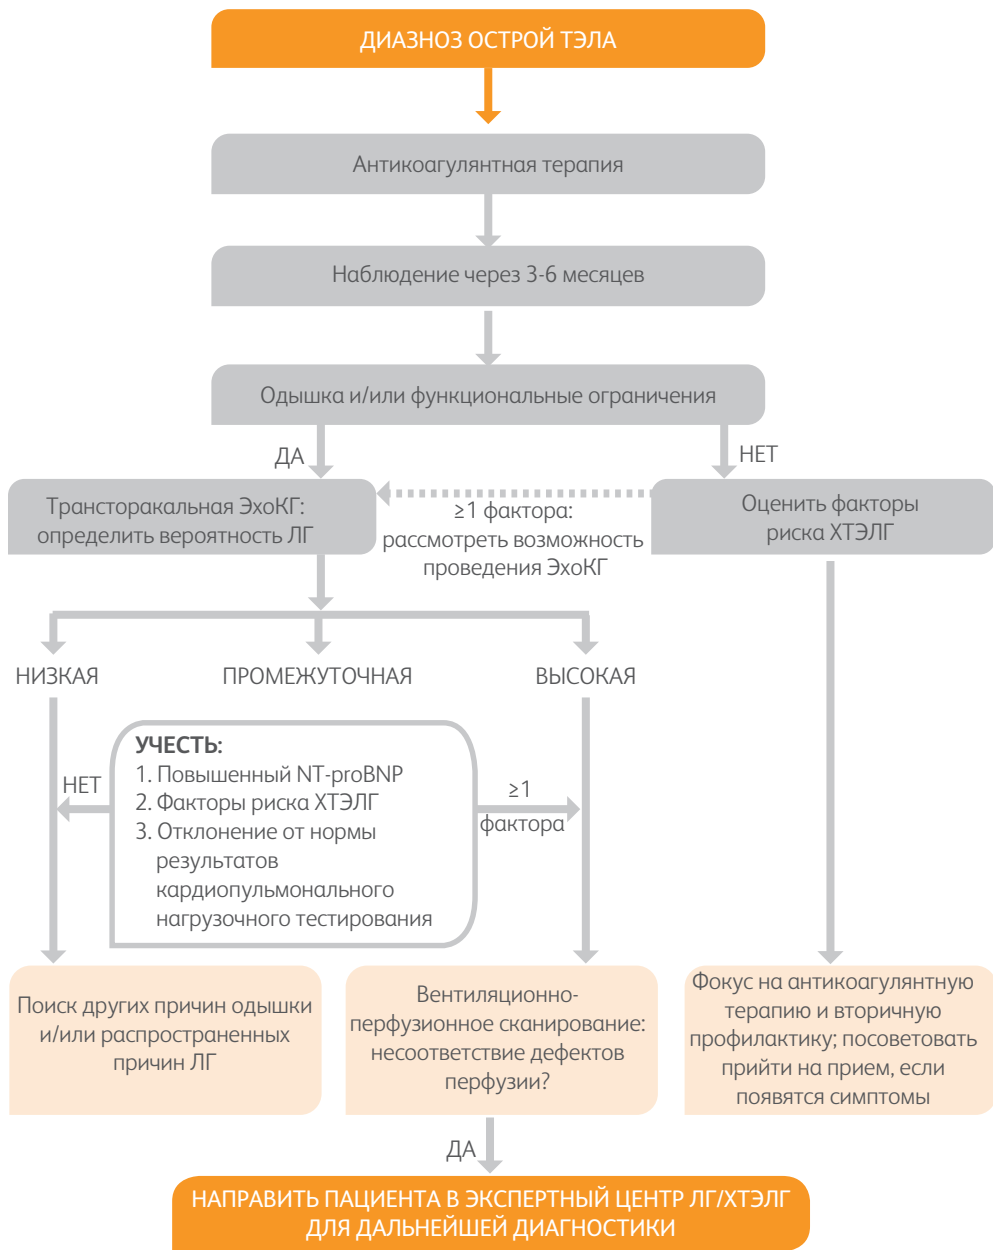 ДИАЗНОЗ ОСТРОЙ ТЭЛА
Антикоагулянтная терапия
Наблюдение через 3-6 месяцев
Одышка и/или функциональные ограничения
ДА
НЕТ
Трансторакальная ЭхоКГ:
определить вероятность ЛГ
≥1 фактора:
рассмотреть возможность
проведения ЭхоКГ
Оценить факторы
риска ХТЭЛГ
НИЗКАЯ
ПРОМЕЖУТОЧНАЯ
ВЫСОКАЯ
НЕТ
УЧЕСТЬ:
1. Повышенный NT-proBNP
2. Факторы риска ХТЭЛГ
3. Отклонение от нормы
результатов
кардиопульмонального
нагрузочного тестирования
≥1
фактора
Поиск других причин одышки
и/или распространенных
причин ЛГ
Вентиляционно-
перфузионное сканирование:
несоответствие дефектов
перфузии?
Фокус на антикоагулянтную
терапию и вторичную
профилактику; посоветовать
прийти на прием, если
появятся симптомы
ДА
НАПРАВИТЬ ПАЦИЕНТА В ЭКСПЕРТНЫЙ ЦЕНТР ЛГ/ХТЭЛГ
ДЛЯ ДАЛЬНЕЙШЕЙ ДИАГНОСТИКИ